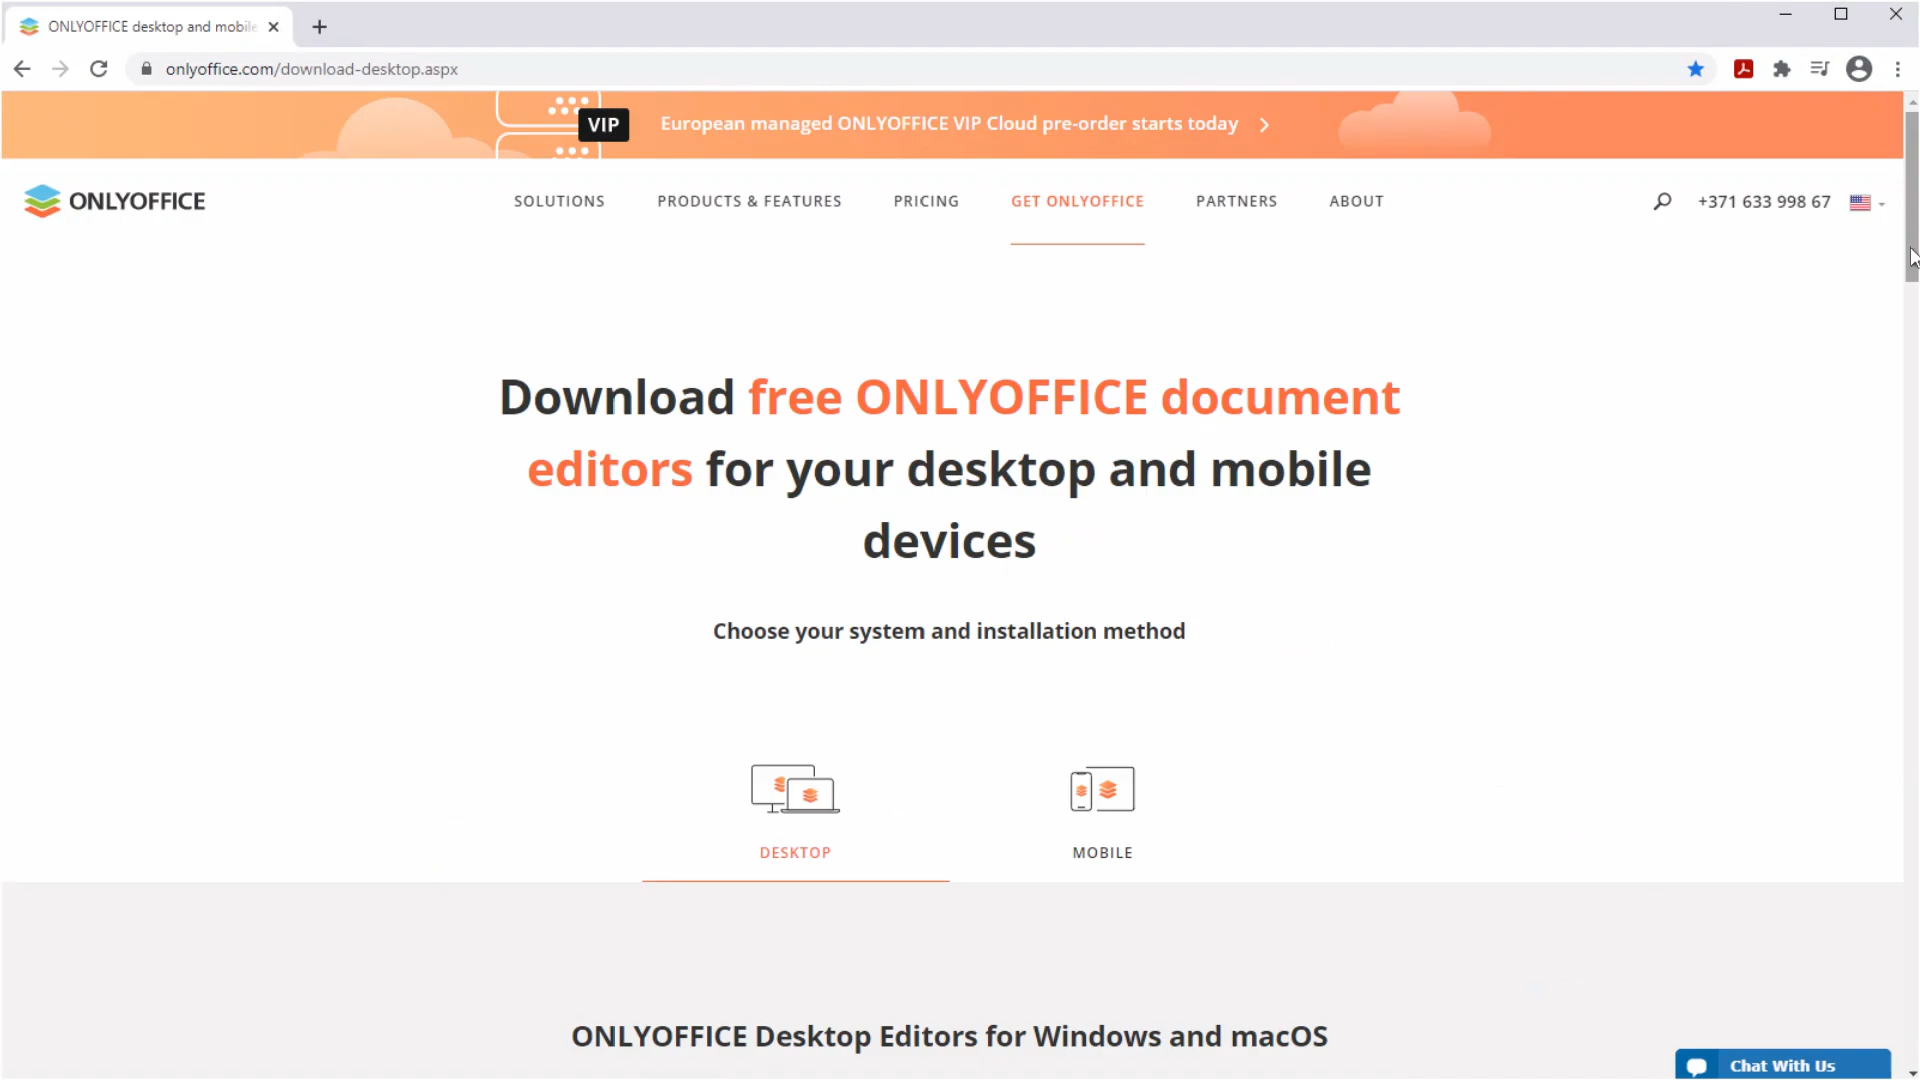 ONLYOFFICE desktop and mobile
onlyoffice.com/download-desktop.aspx
VIP
European managed ONLYOFFICE VIP Cloud pre-order starts today
ONLYOFFICE
SOLUTIONS
PRODUCTS & FEATURES
PRICING
GET ONLYOFFICE
PARTNERS
ABOUT
+371 633 998 67
Download free ONLYOFFICE document
editors for your desktop and mobile
devices
Choose your system and installation method
DESKTOP
MOBILE
ONLYOFFICE Desktop Editors for Windows and macOS
Chat With Us